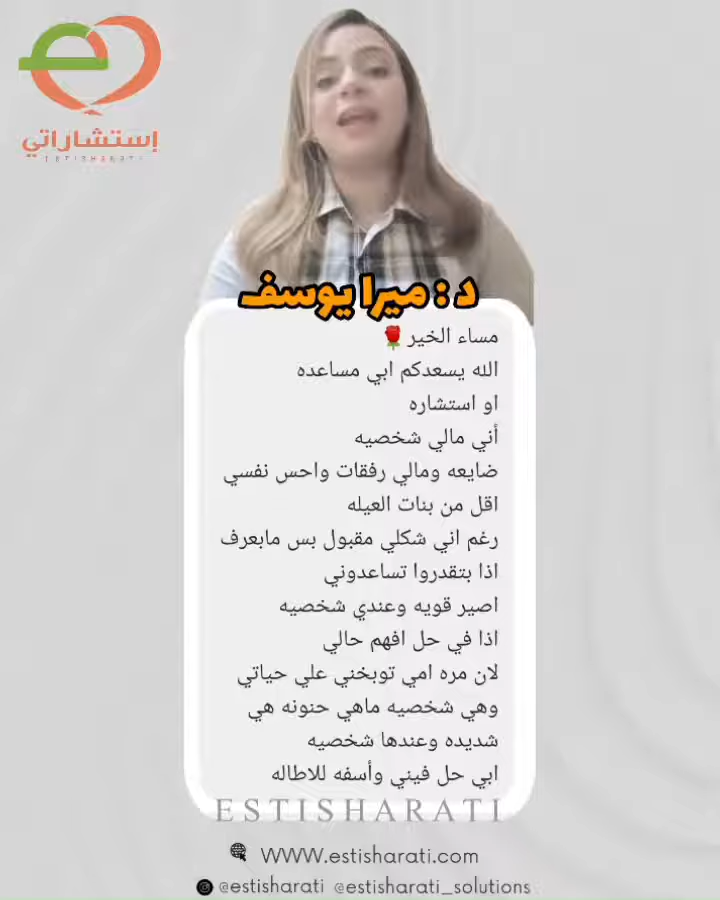 إستشاراتي
ESTISHARATI
د : ميرا يوسف
مساء الخير🌹
الله يسعدكم ابي مساعده
او استشاره
أني مالي شخصيه
ضايعه ومالي رفقات واحس نفسي
اقل من بنات العيله
رغم اني شكلي مقبول بس مابعرف
اذا بتقدروا تساعدوني
اصير قويه وعندي شخصيه
اذا في حل افهم حالي
لان مره امي توبخني علي حياتي
وهي شخصيه ماهي حنونه هي
شديده وعندها شخصيه
ابي حل فيني وأسفه للاطاله
ESTISHARATI
WWW.estisharati.com
@estisharati @estisharati_solutions